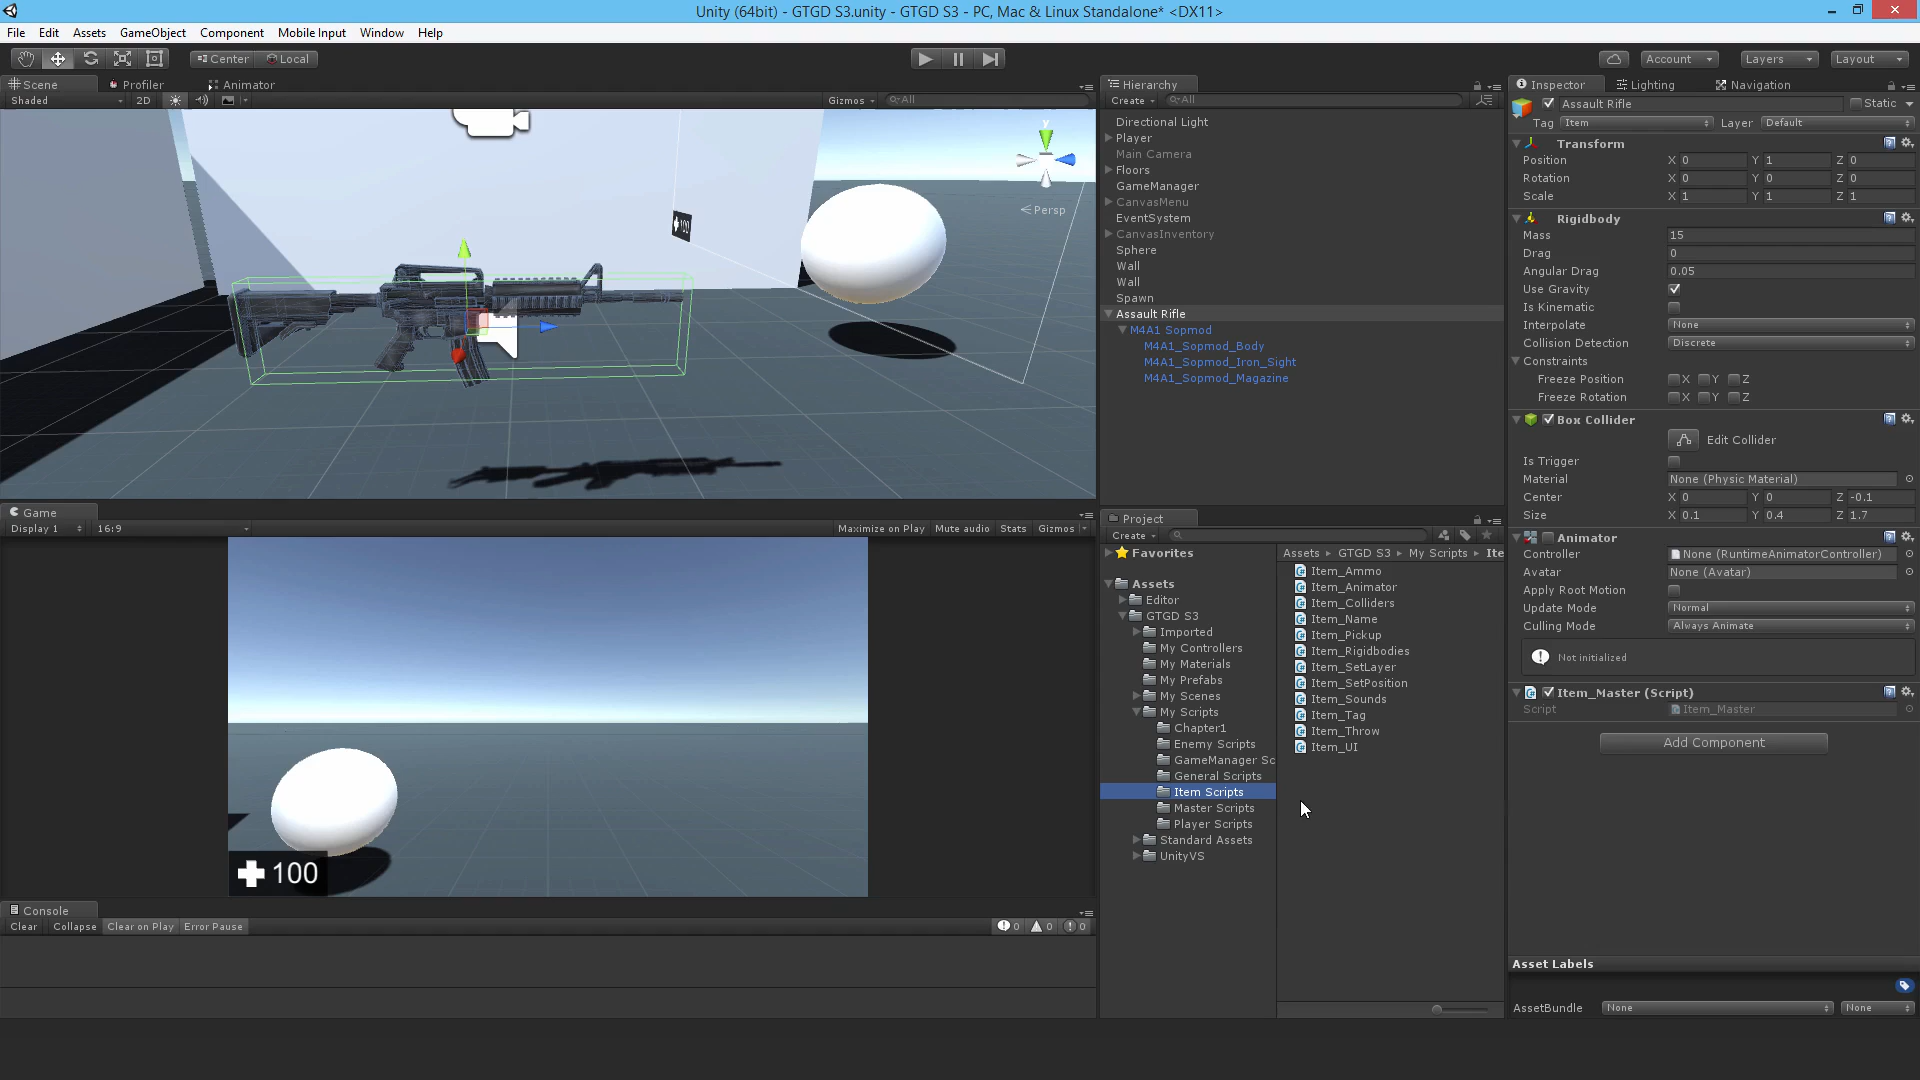 Unity (64bit) - GTGD S3.unity - GTGD S3 - PC, Mac & Linux Standalone* <DX11>
File Edit Assets GameObject Component Mobile Input Window Help
Center Local Account Layers Layout
Scene Profiler Animator
Shaded 2D Gizmos All
y
Persp
100
Game
Display 1 16:9 Maximize on Play Mute audio Stats Gizmos
100
Console
Clear Collapse Clear on Play Error Pause 0 0 0
Hierarchy
Create All
Directional Light
Player
Main Camera
Floors
GameManager
CanvasMenu
EventSystem
CanvasInventory
Sphere
Wall
Wall
Spawn
Assault Rifle
M4A1 Sopmod
M4A1_Sopmod_Body
M4A1_Sopmod_Iron_Sight
M4A1_Sopmod_Magazine
Project
Create
Favorites
Assets
Editor
GTGD S3
Imported
My Controllers
My Materials
My Prefabs
My Scenes
My Scripts
Chapter1
Enemy Scripts
GameManager Sc
General Scripts
Item Scripts
Master Scripts
Player Scripts
Standard Assets
UnityVS
Assets GTGD S3 My Scripts Ite
Item_Ammo
Item_Animator
Item_Colliders
Item_Name
Item_Pickup
Item_Rigidbodies
Item_SetLayer
Item_SetPosition
Item_Sounds
Item_Tag
Item_Throw
Item_UI
Inspector Lighting Navigation
Assault Rifle Static
Tag Item Layer Default
Transform
Position X 0 Y 1 Z 0
Rotation X 0 Y 0 Z 0
Scale X 1 Y 1 Z 1
Rigidbody
Mass 15
Drag 0
Angular Drag 0.05
Use Gravity
Is Kinematic
Interpolate None
Collision Detection Discrete
Constraints
Freeze Position X Y Z
Freeze Rotation X Y Z
Box Collider
Edit Collider
Is Trigger
Material None (Physic Material)
Center X 0 Y 0 Z -0.1
Size X 0.1 Y 0.4 Z 1.7
Animator
Controller None (RuntimeAnimatorController)
Avatar None (Avatar)
Apply Root Motion
Update Mode Normal
Culling Mode Always Animate
Not initialized
Item_Master (Script)
Script Item_Master
Add Component
Asset Labels
AssetBundle None None